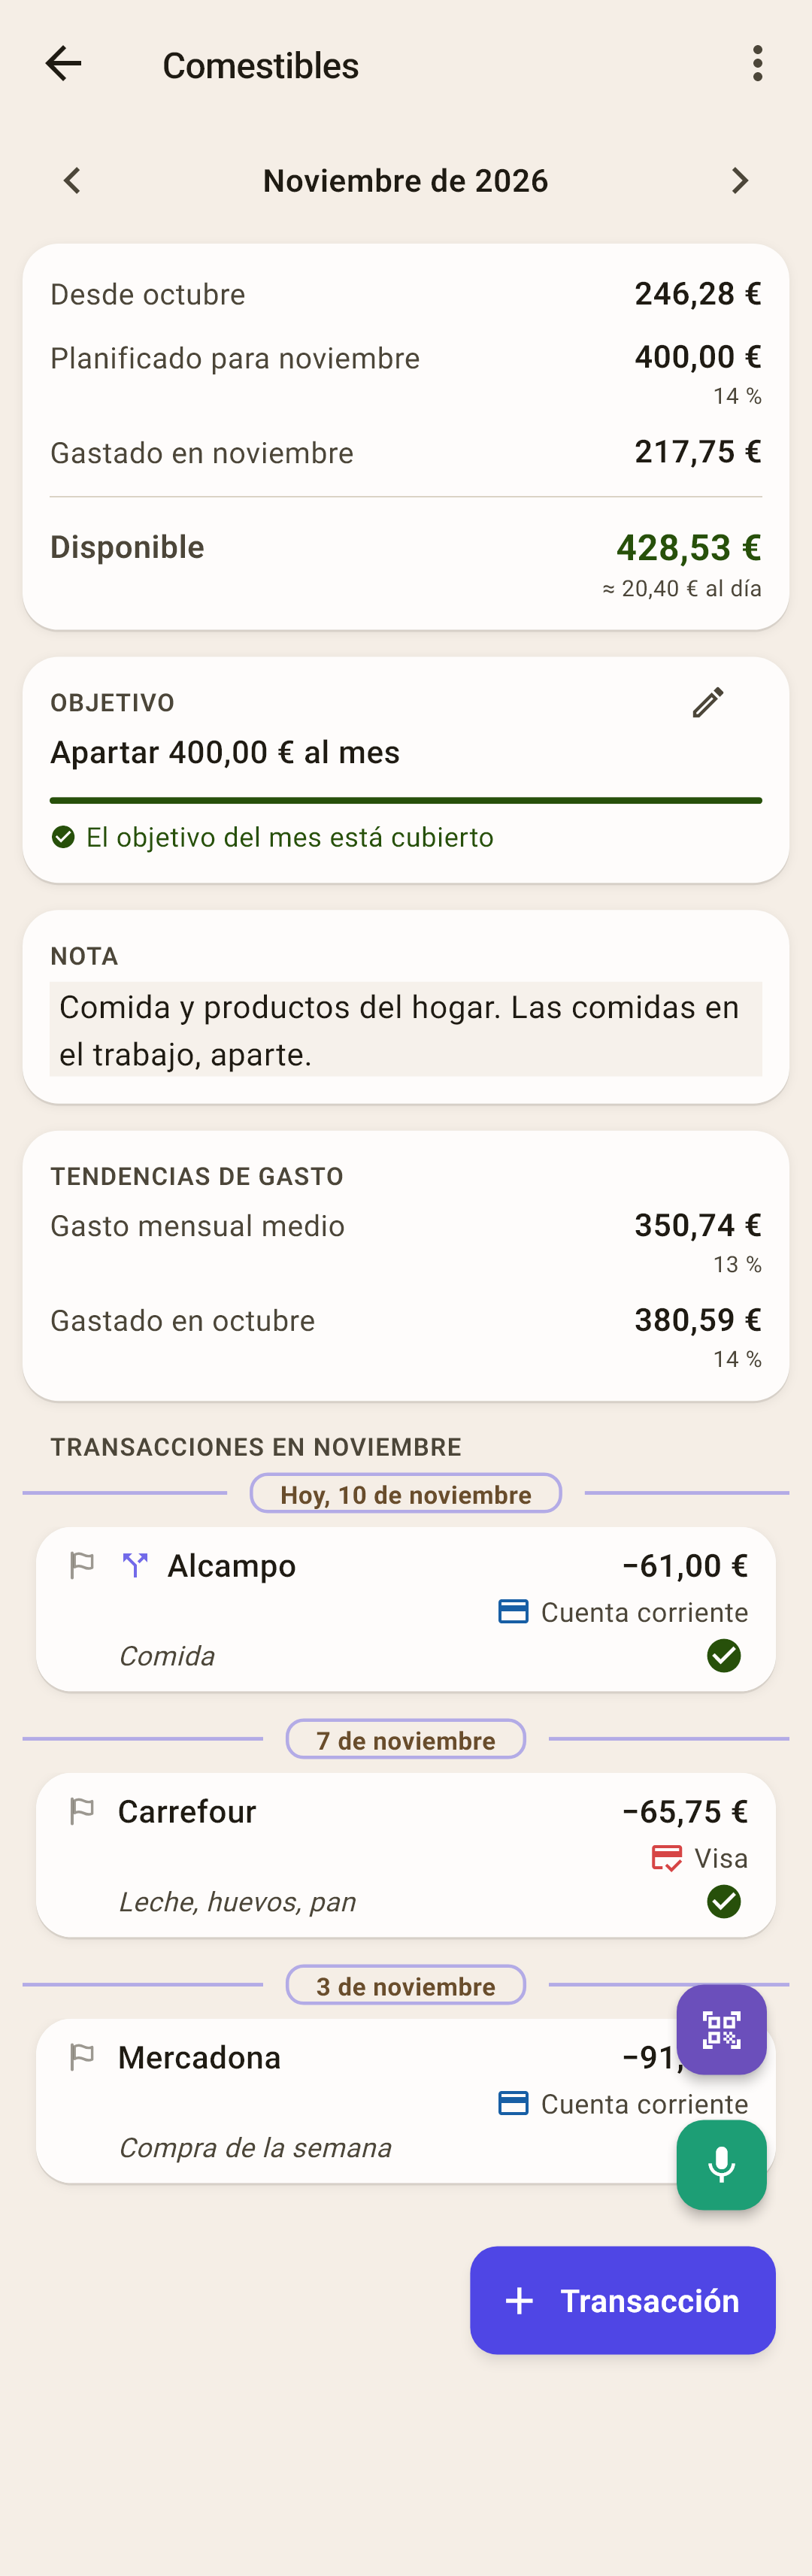 Comestibles
Noviembre de 2026
Desde octubre 246,28 €
Planificado para noviembre 400,00 €
14 %
Gastado en noviembre 217,75 €
Disponible 428,53 €
≈ 20,40 € al día
OBJETIVO
Apartar 400,00 € al mes
El objetivo del mes está cubierto
NOTA
Comida y productos del hogar. Las comidas en
el trabajo, aparte.
TENDENCIAS DE GASTO
Gasto mensual medio 350,74 €
13 %
Gastado en octubre 380,59 €
14 %
TRANSACCIONES EN NOVIEMBRE
Hoy, 10 de noviembre
Alcampo −61,00 €
Cuenta corriente
Comida
7 de noviembre
Carrefour −65,75 €
Visa
Leche, huevos, pan
3 de noviembre
Mercadona −91,
Cuenta corriente
Compra de la semana
Transacción